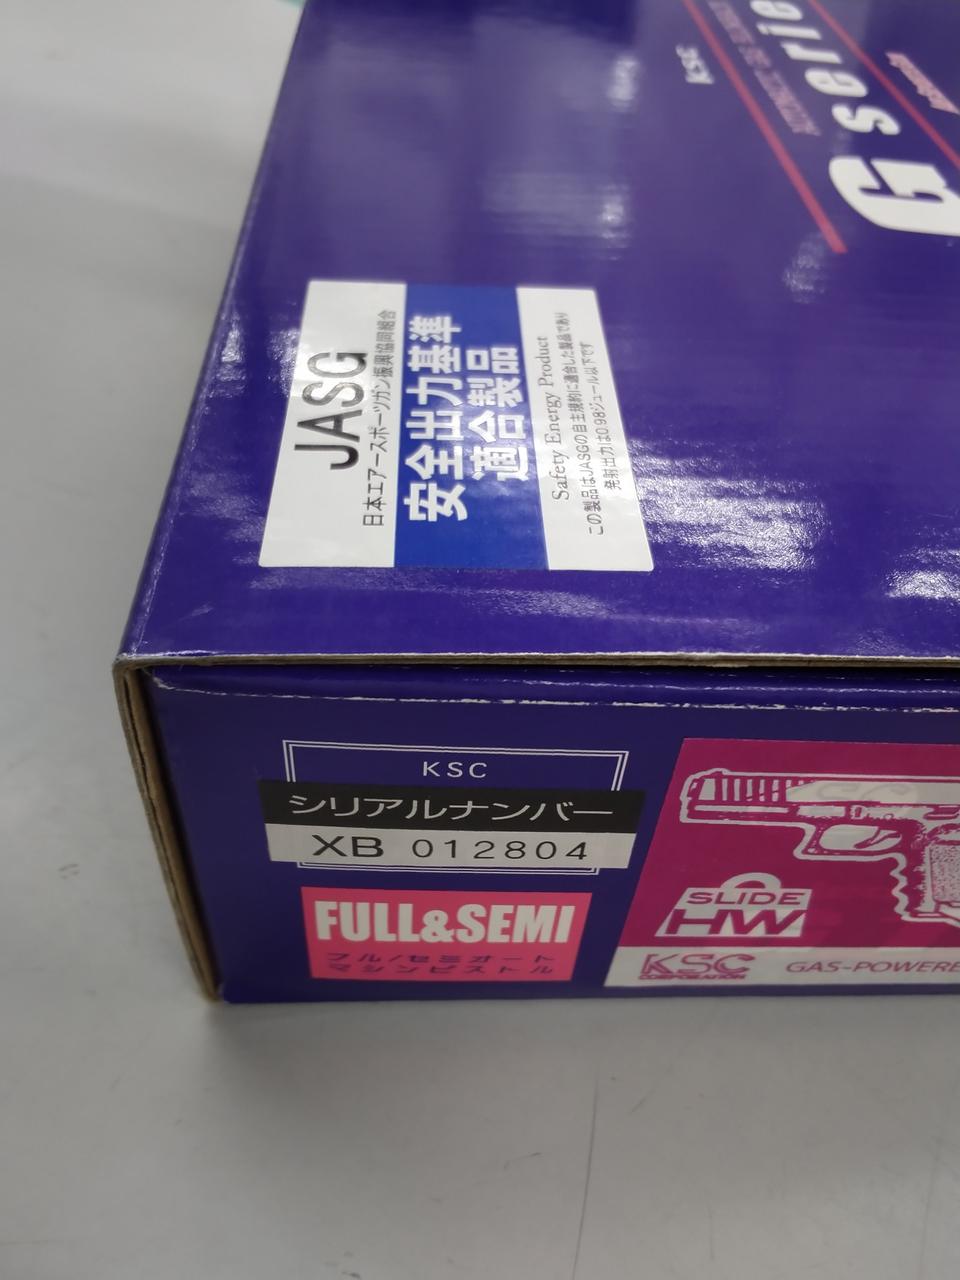 KSC
G serie
JASG
日本エアースポーツガン振興協同組合
安全出力基準
適合製品
Safety Energy Product
この製品はJASGの自主規約に適合した製品であり
発射出力は0.98ジュール以下です
KSC
シリアルナンバー
XB 012804
FULL&SEMI
フル/セミオート
マシンピストル
SLIDE
HW
KSC
CORPORATION
GAS-POWERE